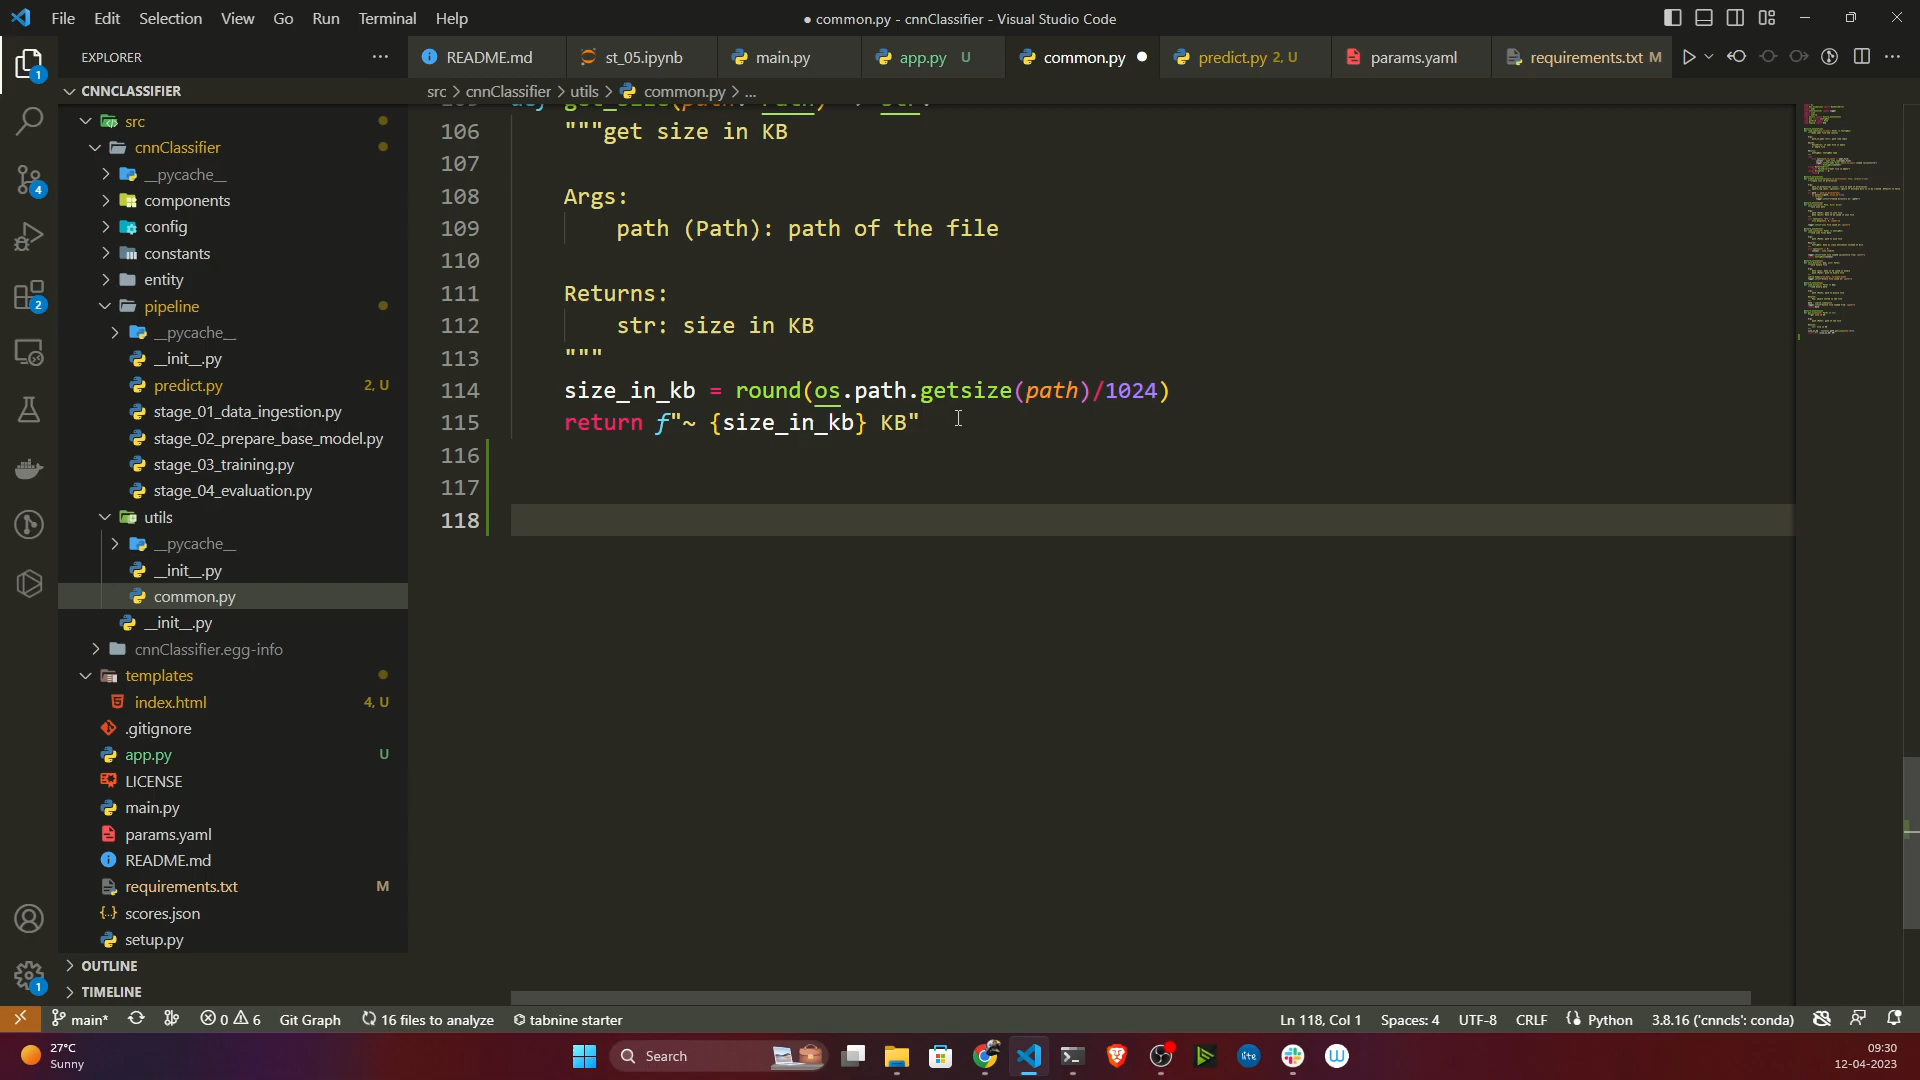 File Edit Selection View Go Run Terminal Help
● common.py - cnnClassifier - Visual Studio Code
EXPLORER
README.md
st_05.ipynb
main.py
app.py U
common.py
predict.py 2, U
params.yaml
requirements.txt M
CNNCLASSIFIER
src > cnnClassifier > utils > common.py > ...
src
cnnClassifier
__pycache__
components
config
constants
entity
pipeline
__pycache__
__init__.py
predict.py 2, U
stage_01_data_ingestion.py
stage_02_prepare_base_model.py
stage_03_training.py
stage_04_evaluation.py
utils
__pycache__
__init__.py
common.py
__init__.py
cnnClassifier.egg-info
templates
index.html 4, U
.gitignore
app.py U
LICENSE
main.py
params.yaml
README.md
requirements.txt M
scores.json
setup.py
OUTLINE
TIMELINE
106 """get size in KB
107
108 Args:
109 path (Path): path of the file
110
111 Returns:
112 str: size in KB
113 """
114 size_in_kb = round(os.path.getsize(path)/1024)
115 return f"~ {size_in_kb} KB"
116
117
118
1
4
2
1
main* 0 6 Git Graph 16 files to analyze tabnine starter
Ln 118, Col 1 Spaces: 4 UTF-8 CRLF Python 3.8.16 ('cnncls': conda)
27°C
Sunny
Search
09:30
12-04-2023